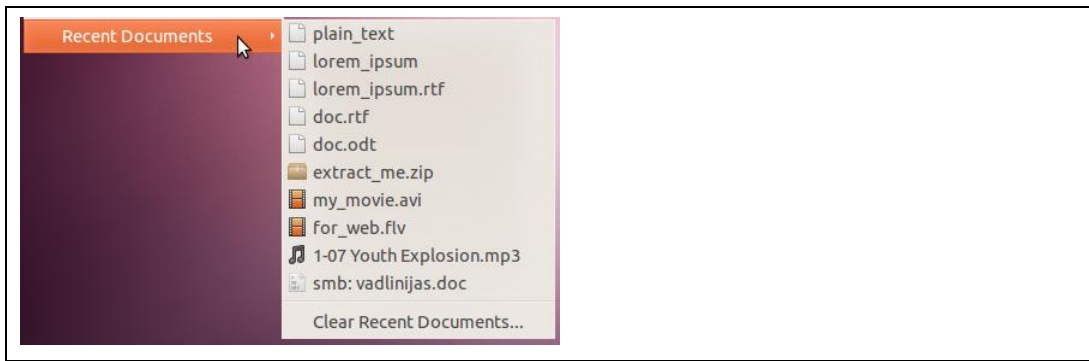 Recent Documents
plain_text
lorem_ipsum
lorem_ipsum.rtf
doc.rtf
doc.odt
extract_me.zip
my_movie.avi
for_web.flv
1-07 Youth Explosion.mp3
smb: vadlinijas.doc
Clear Recent Documents...